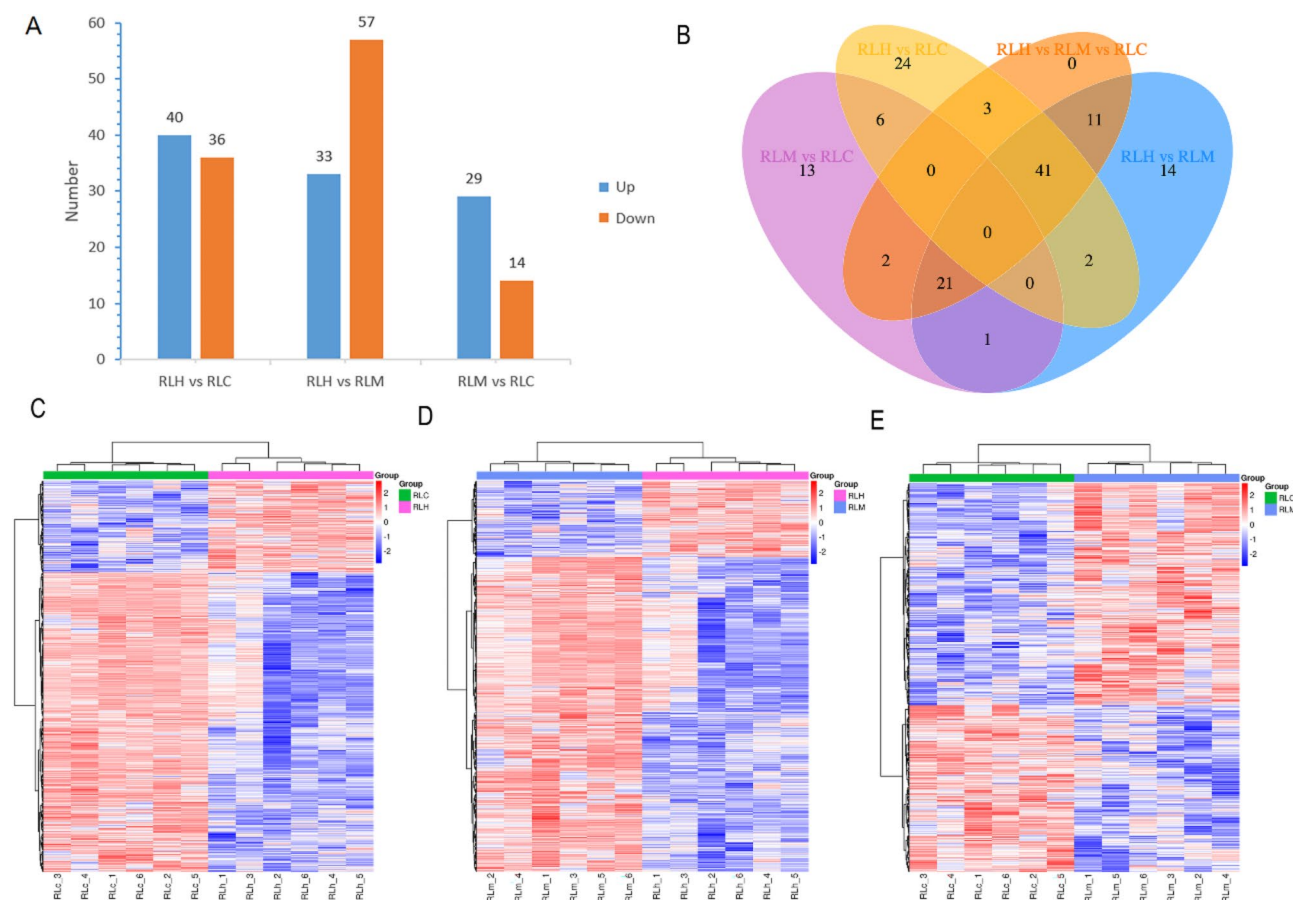 A
60
50
40
30
20
10
0
Number
40
36
33
57
29
14
RLH vs RLC
RLH vs RLM
RLM vs RLC
Up
Down
B
RLH vs RLC
RLH vs RLM vs RLC
24
0
6
3
11
RLM vs RLC
RLH vs RLM
13
0
41
14
0
2
2
21
0
1
C
Group
2
1
0
-1
-2
Group
RLC
RLH
RLc_3
RLc_4
RLc_1
RLc_6
RLc_2
RLc_5
RLh_1
RLh_3
RLh_2
RLh_6
RLh_4
RLh_5
D
Group
2
1
0
-1
-2
Group
RLH
RLM
RLm_2
RLm_4
RLm_1
RLm_3
RLm_5
RLm_6
RLh_1
RLh_3
RLh_2
RLh_6
RLh_4
RLh_5
E
Group
2
1
0
-1
-2
Group
RLC
RLM
RLc_3
RLc_4
RLc_1
RLc_6
RLc_2
RLc_5
RLm_1
RLm_5
RLm_6
RLm_3
RLm_2
RLm_4